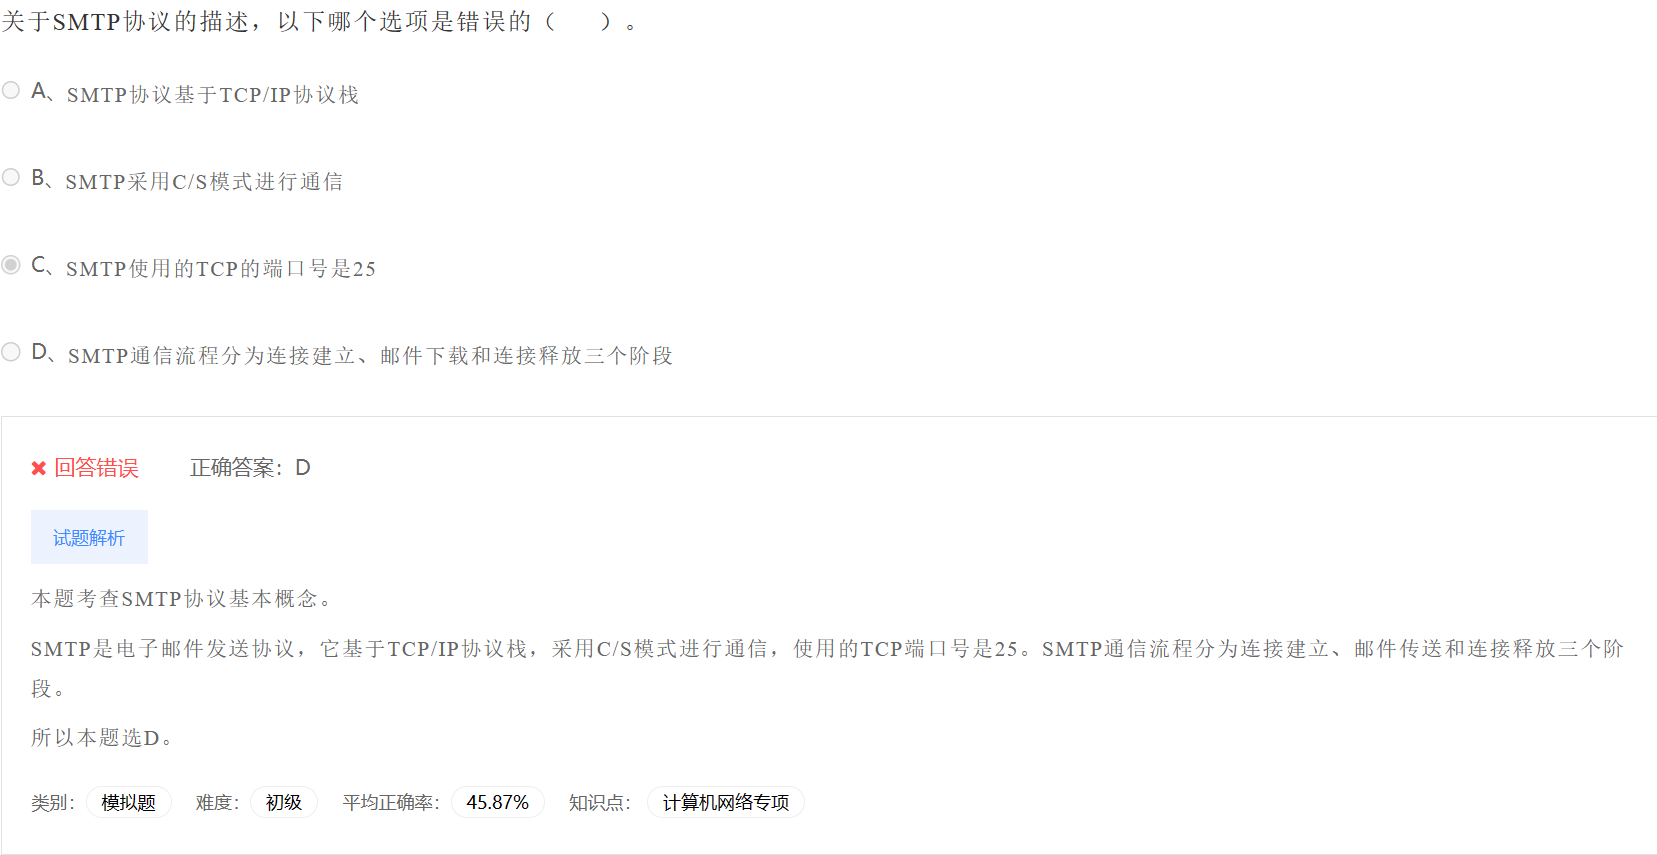 关于SMTP协议的描述，以下哪个选项是错误的（　　）。
A、SMTP协议基于TCP/IP协议栈
B、SMTP采用C/S模式进行通信
C、SMTP使用的TCP的端口号是25
D、SMTP通信流程分为连接建立、邮件下载和连接释放三个阶段
回答错误 正确答案：D
试题解析
本题考查SMTP协议基本概念。
SMTP是电子邮件发送协议，它基于TCP/IP协议栈，采用C/S模式进行通信，使用的TCP端口号是25。SMTP通信流程分为连接建立、邮件传送和连接释放三个阶
段。
所以本题选D。
类别：模拟题 难度：初级 平均正确率：45.87% 知识点：计算机网络专项